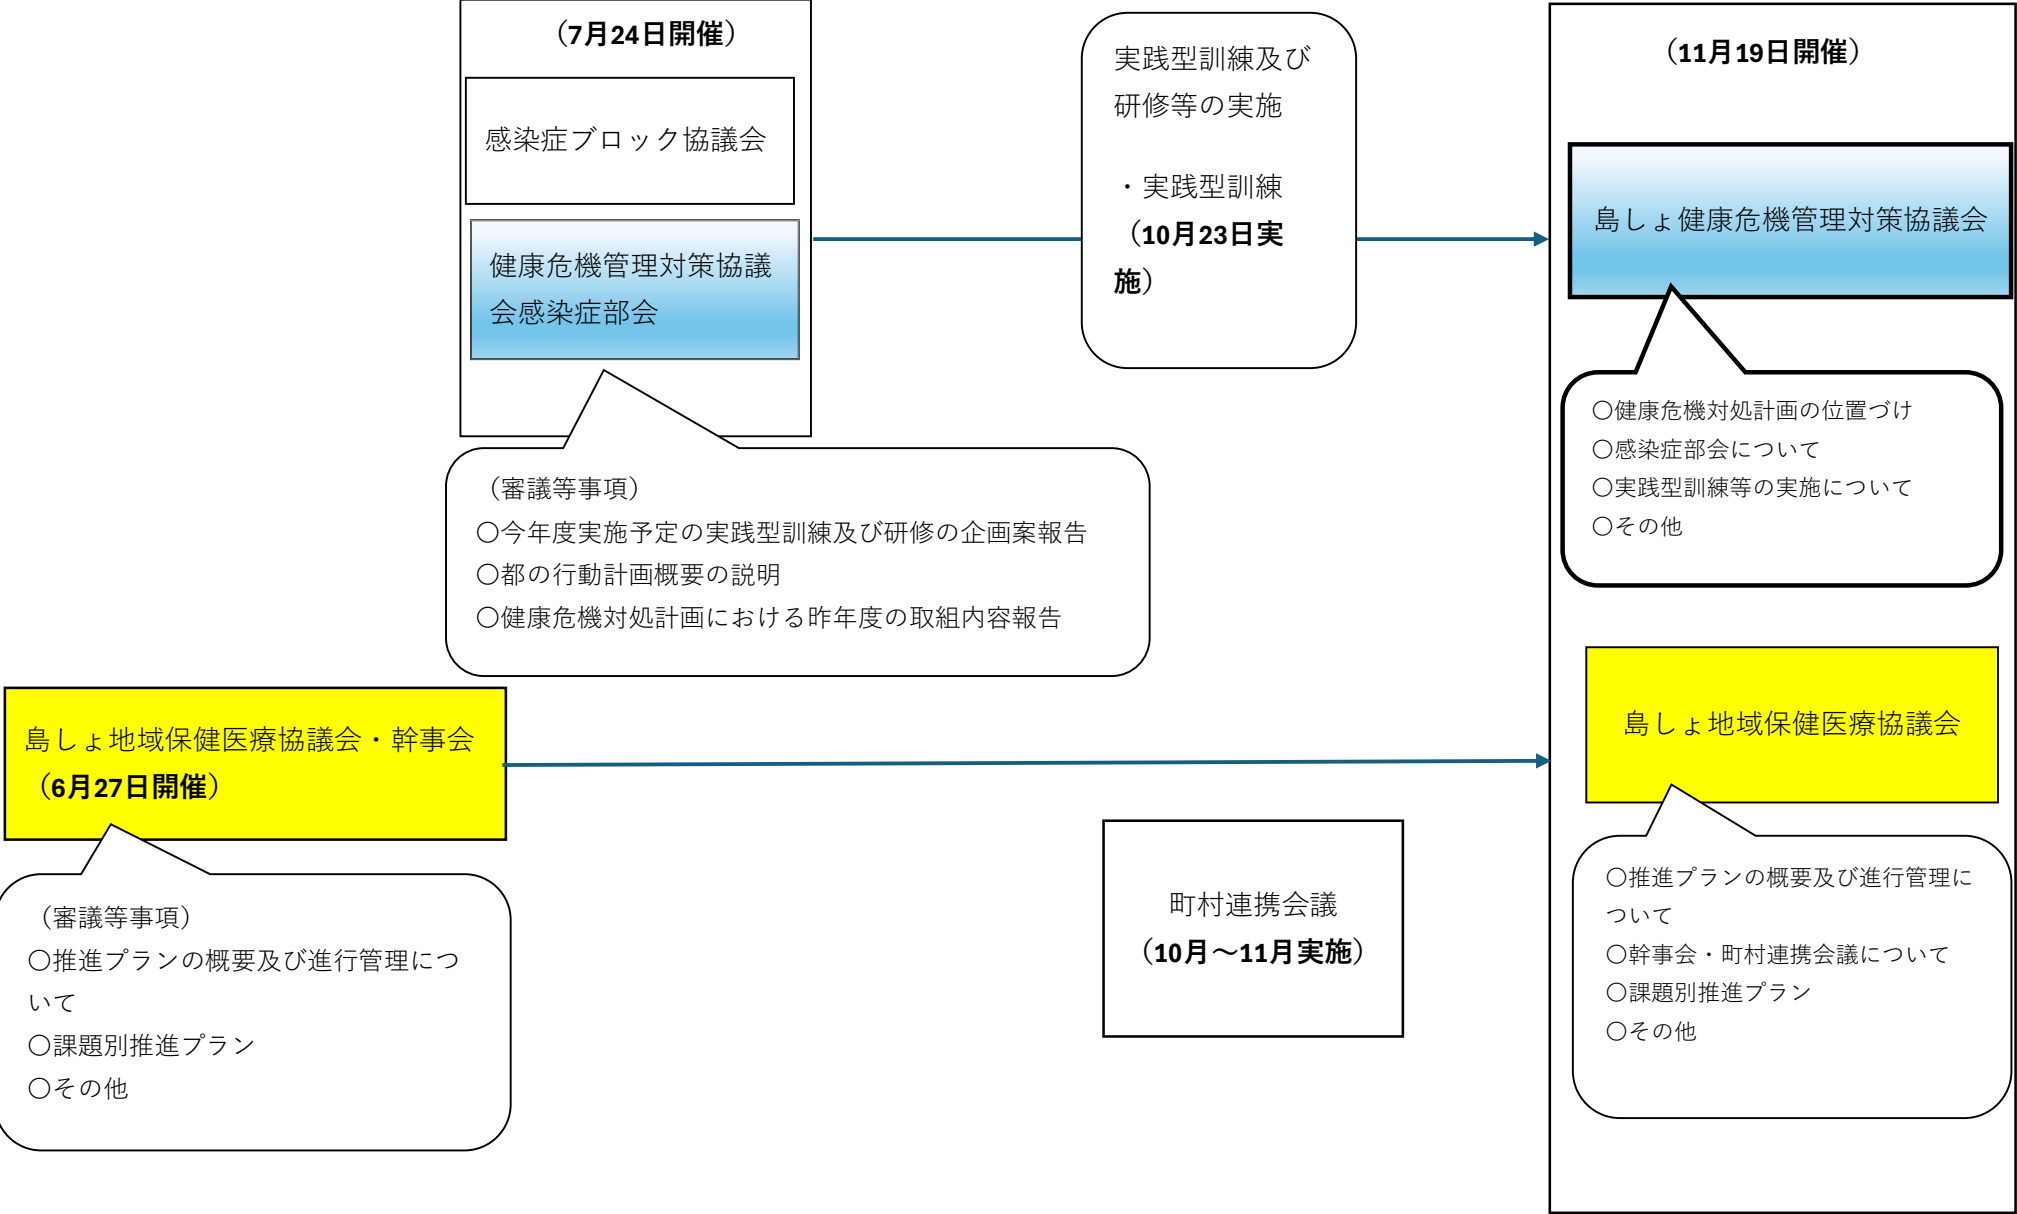 （7月24日開催）
感染症ブロック協議会
健康危機管理対策協議
会感染症部会
（審議等事項）
〇今年度実施予定の実践型訓練及び研修の企画案報告
〇都の行動計画概要の説明
〇健康危機対処計画における昨年度の取組内容報告
実践型訓練及び
研修等の実施
・実践型訓練
（10月23日実
施）
（11月19日開催）
島しょ健康危機管理対策協議会
〇健康危機対処計画の位置づけ
〇感染症部会について
〇実践型訓練等の実施について
〇その他
島しょ地域保健医療協議会・幹事会
（6月27日開催）
（審議等事項）
〇推進プランの概要及び進行管理につ
いて
〇課題別推進プラン
〇その他
町村連携会議
（10月～11月実施）
島しょ地域保健医療協議会
〇推進プランの概要及び進行管理に
ついて
〇幹事会・町村連携会議について
〇課題別推進プラン
〇その他